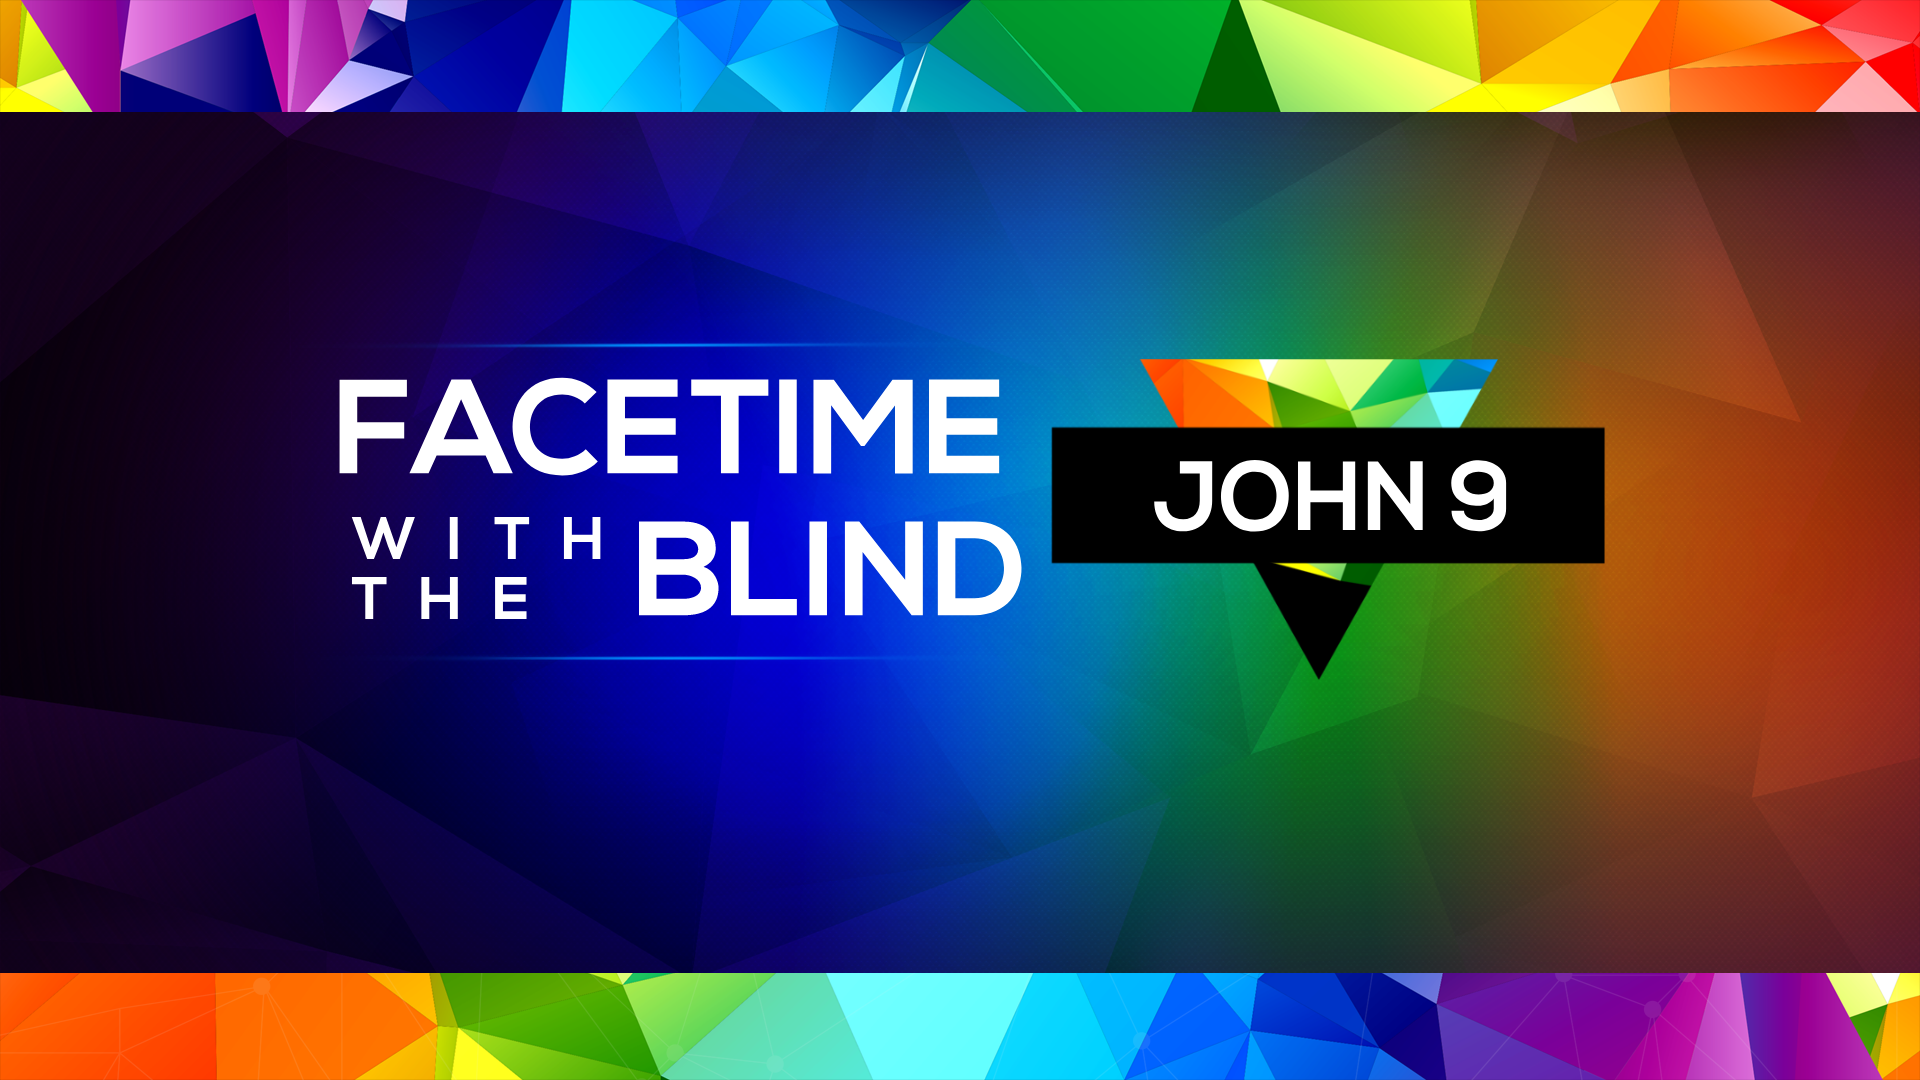 FACETIME
WITH
THE BLIND
JOHN 9